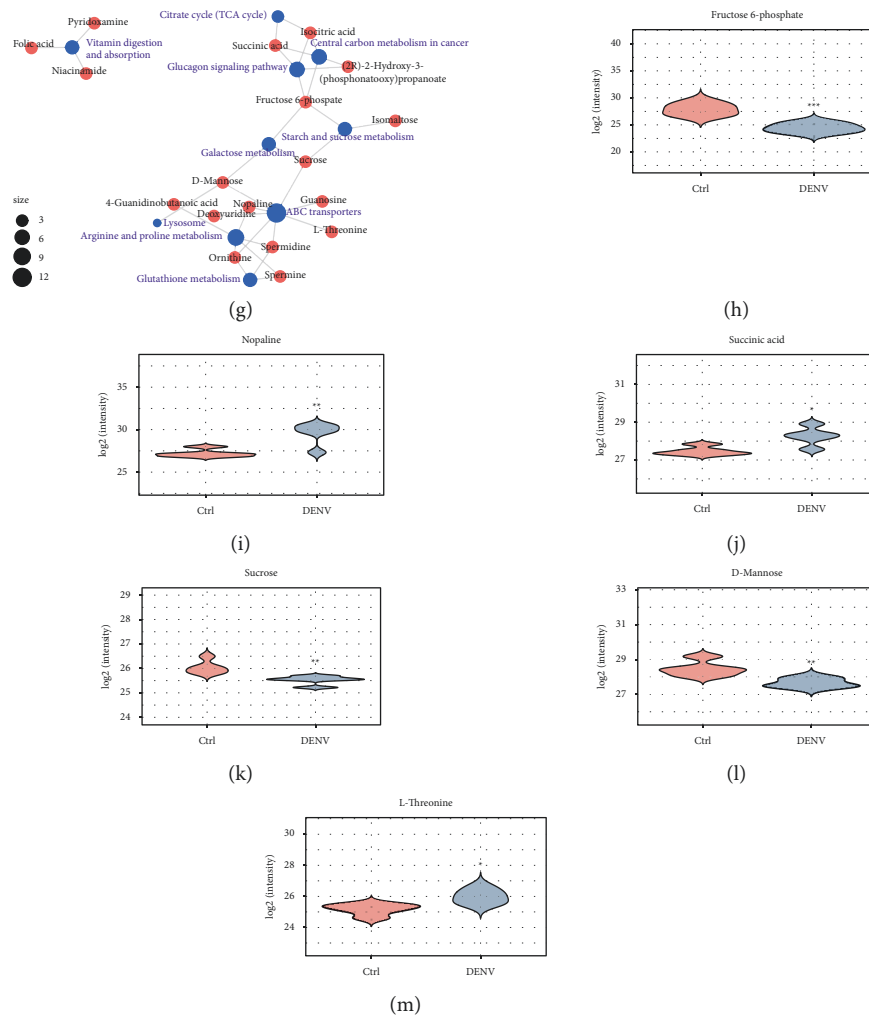 Citrate cycle (TCA cycle)
Pyridoxamine
Isocitric acid
Folic acid
Vitamin digestion
and absorption
Succinic acid
Central carbon metabolism in cancer
Glucagon signaling pathway
(2R)-2-Hydroxy-3-
(phosphonatooxy)propanoate
Niacinamide
Fructose 6-phospate
Isomaltose
Starch and sucrose metabolism
Galactose metabolism
Sucrose
D-Mannose
size
3
6
9
12
4-Guanidinobutanoic acid
Nopaline
Guanosine
Deoxyuridine
ABC transporters
Lysosome
L-Threonine
Arginine and proline metabolism
Spermidine
Ornithine
Glutathione metabolism
Spermine
(g)
Fructose 6-phosphate
log2 (intensity)
40
35
30
25
20
***
Ctrl
DENV
(h)
Nopaline
log2 (intensity)
35
30
25
**
Ctrl
DENV
(i)
Succinic acid
log2 (intensity)
31
29
27
*
Ctrl
DENV
(j)
Sucrose
log2 (intensity)
29
28
27
26
25
24
**
Ctrl
DENV
(k)
D-Mannose
log2 (intensity)
33
31
29
27
**
Ctrl
DENV
(l)
L-Threonine
log2 (intensity)
30
28
26
24
*
Ctrl
DENV
(m)